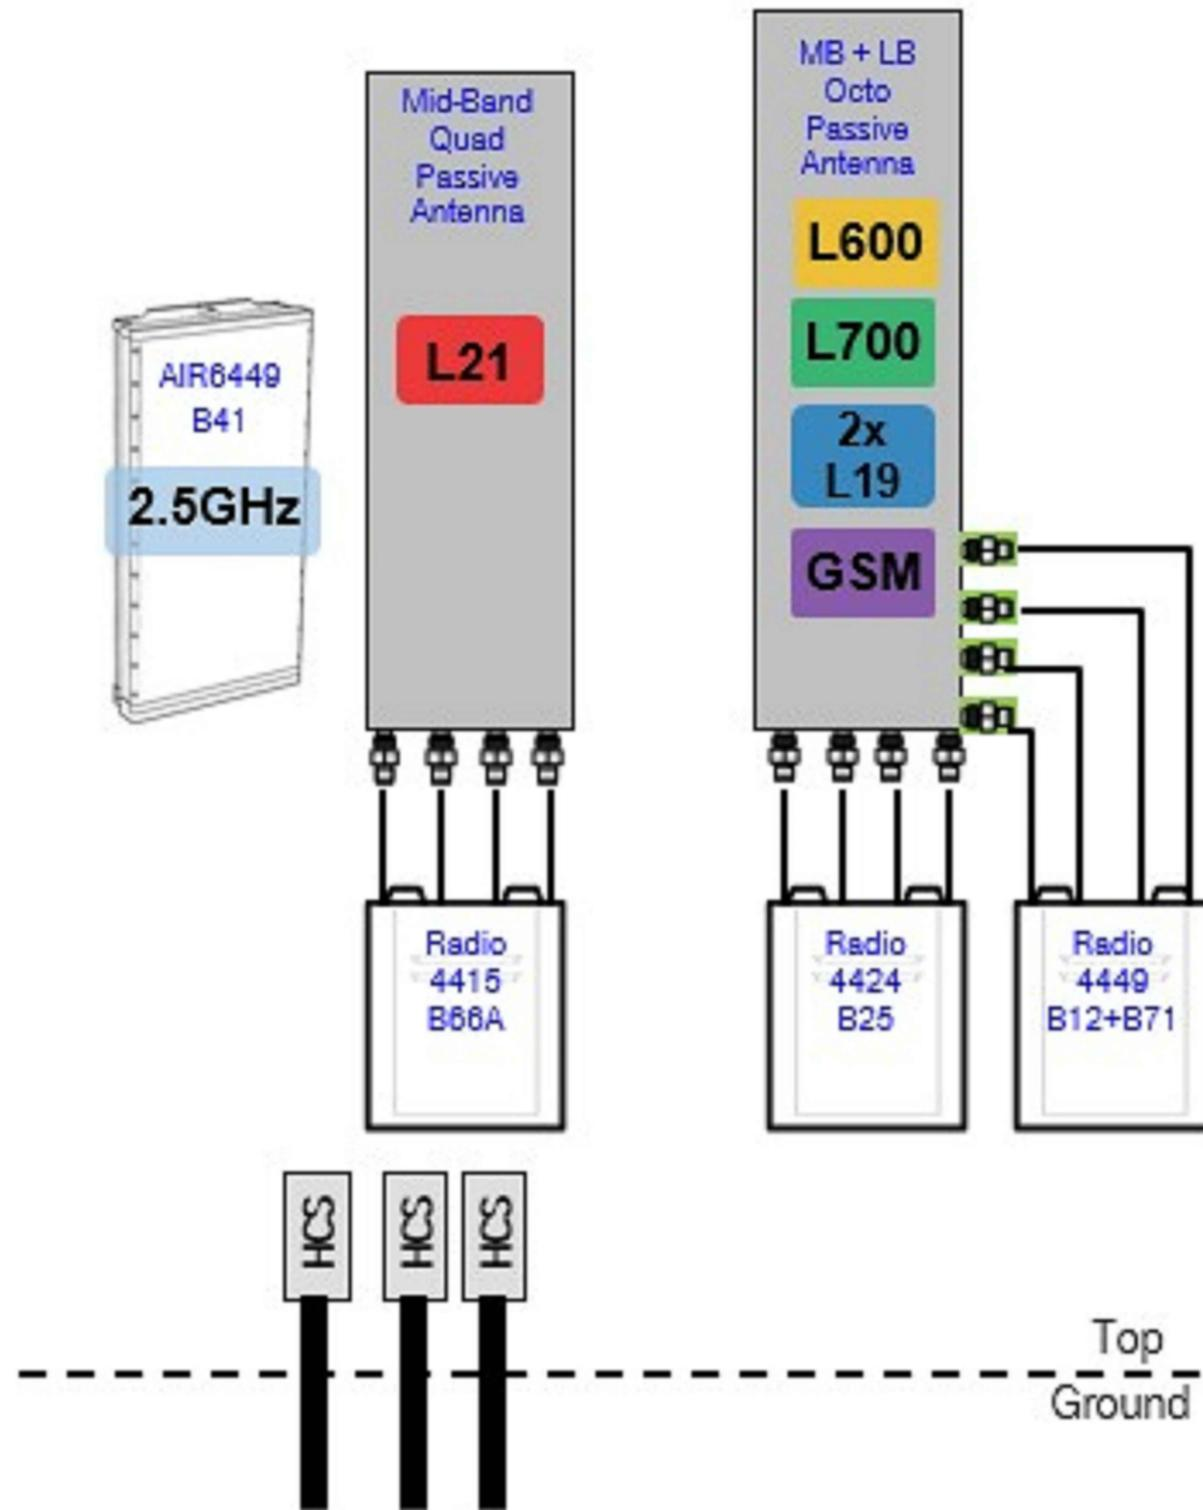 MB + LB
Octo
Passive
Antenna
Mid-Band
Quad
Passive
Antenna
L600
L700
L21
AIR6449
B41
2x
L19
2.5GHz
GSM
Radio
4415
B66A
Radio
4424
B25
Radio
4449
B12+B71
HCS
HCS
HCS
Top
Ground